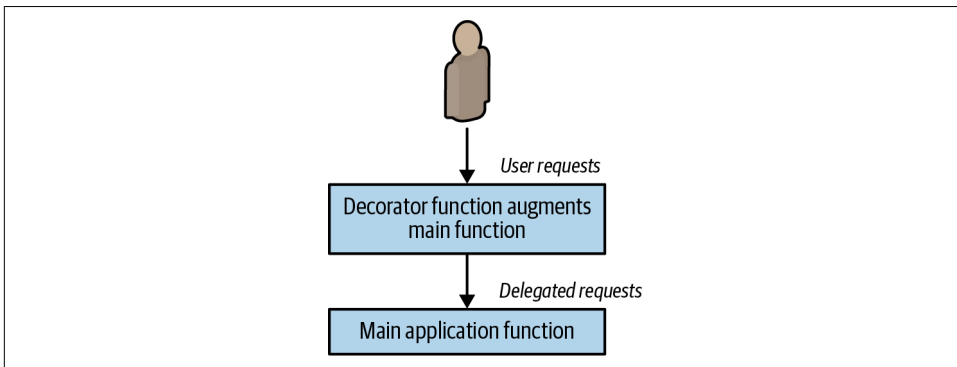 User requests
Decorator function augments
main function
Delegated requests
Main application function